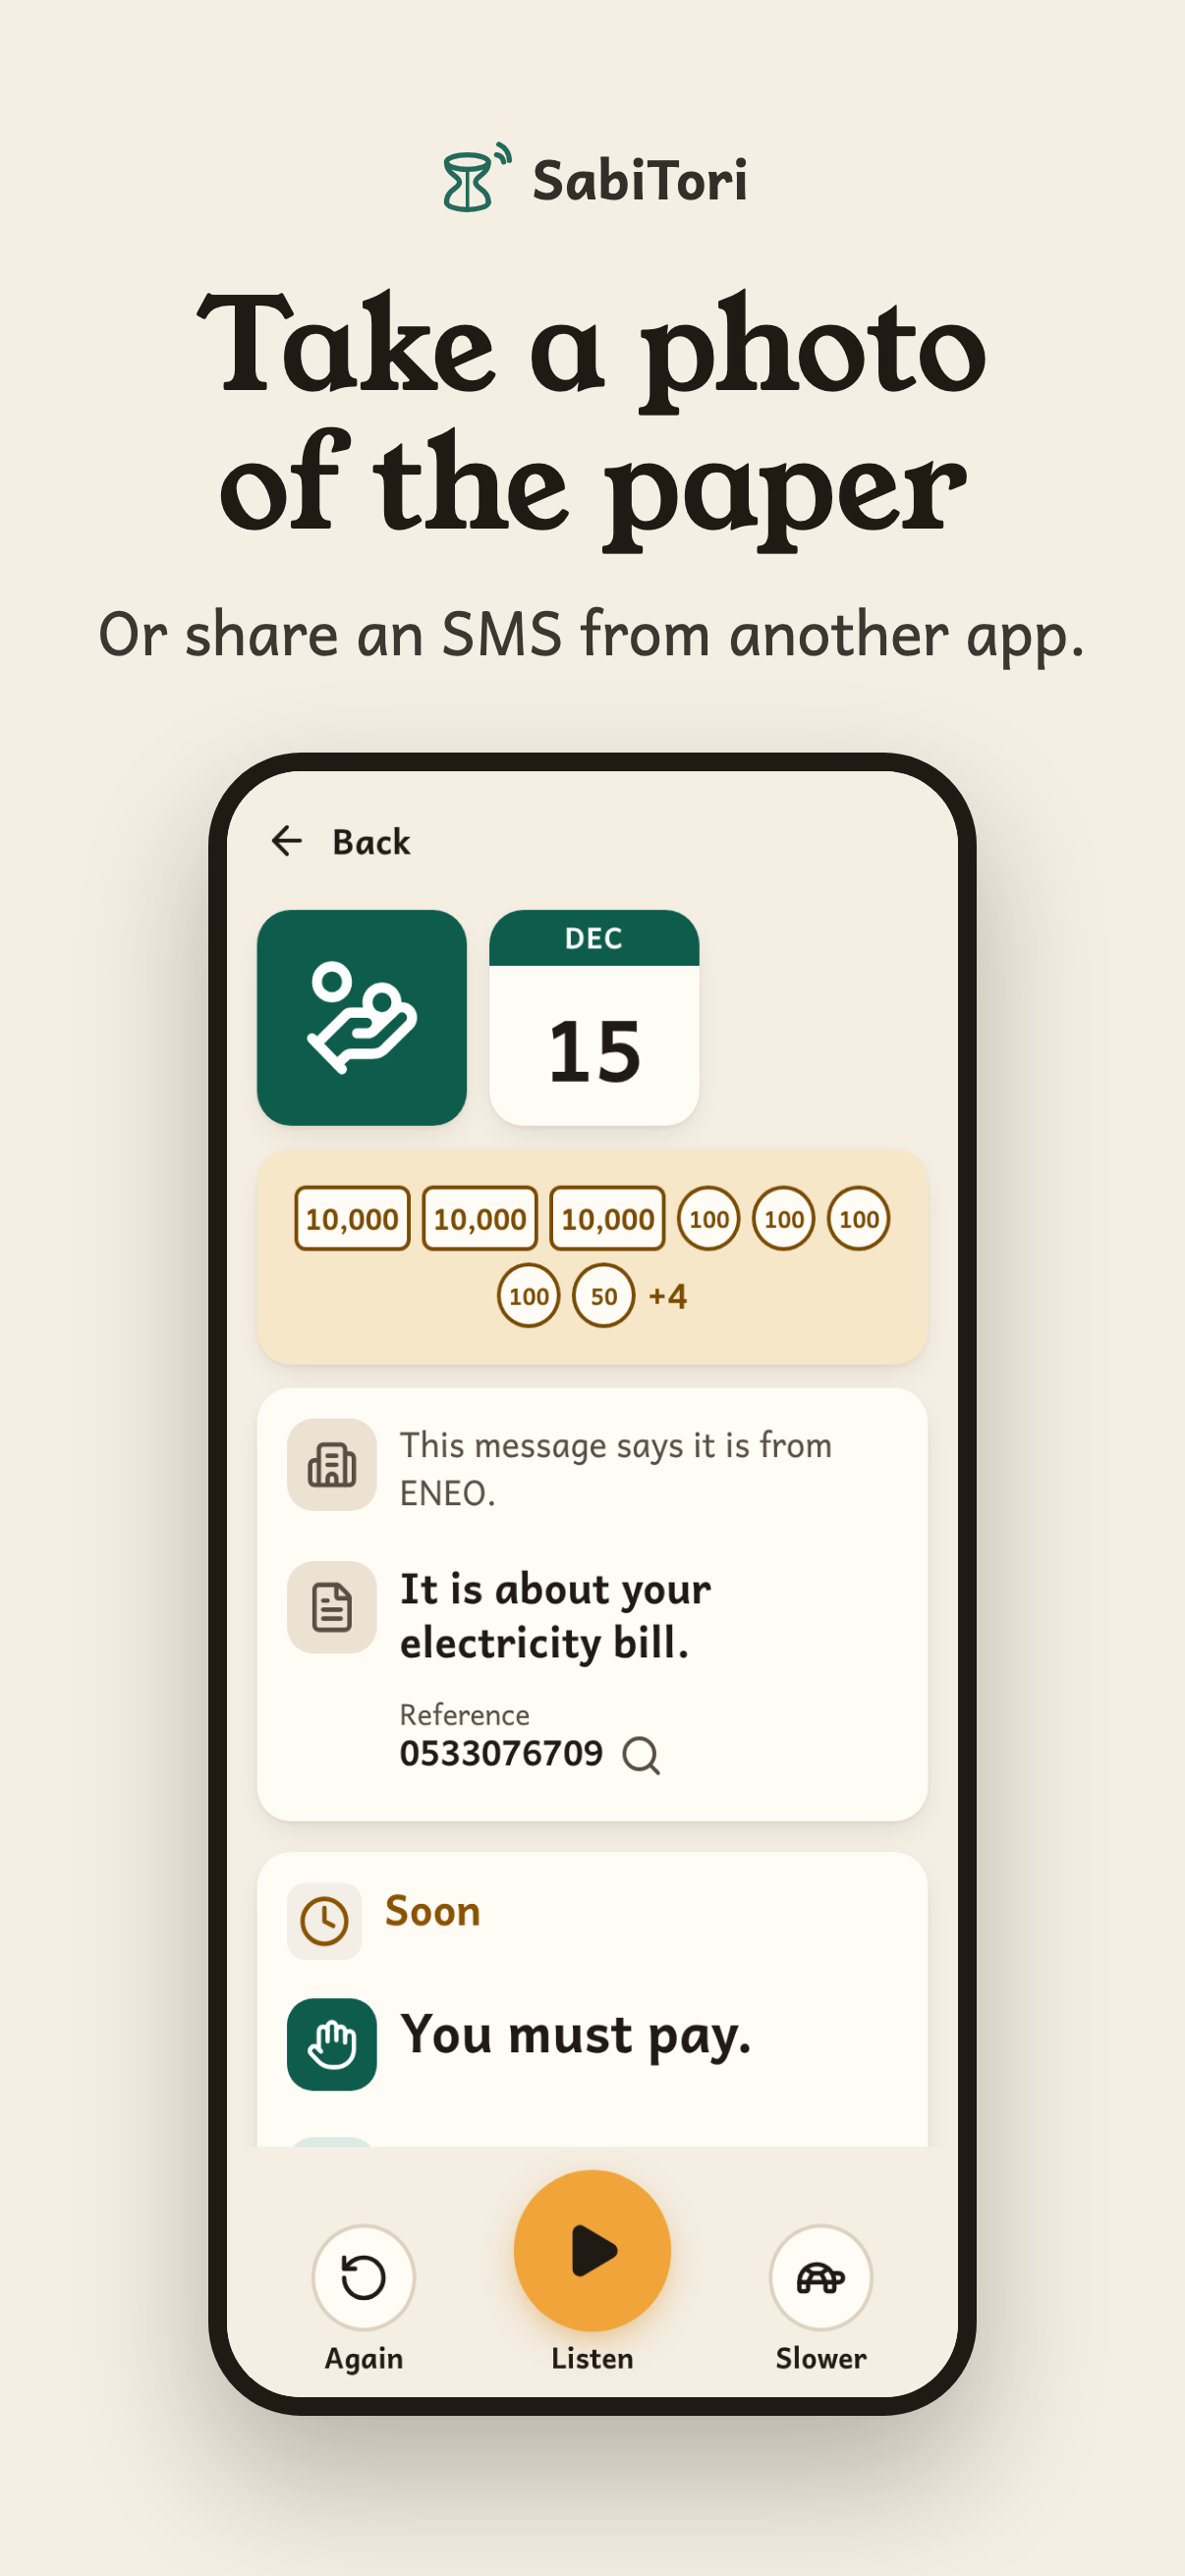 SabiTori
Take a photo
of the paper
Or share an SMS from another app.
Back
DEC
15
10,000 10,000 10,000 100 100 100
100 50 +4
This message says it is from
ENEO.
It is about your
electricity bill.
Reference
0533076709
Soon
You must pay.
Again Listen Slower